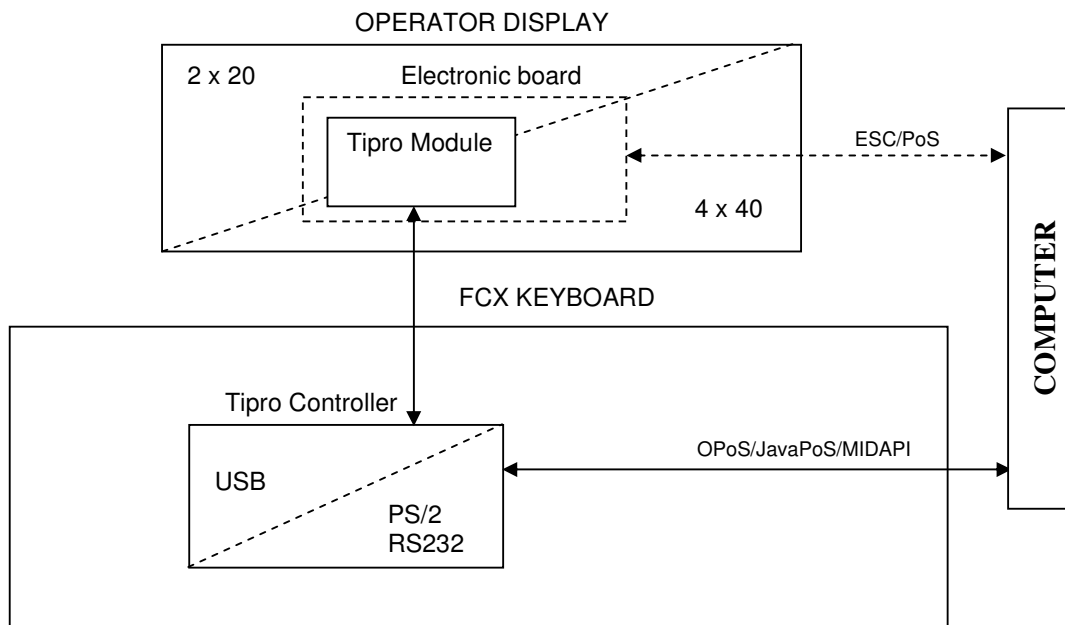 OPERATOR DISPLAY
2 x 20
Electronic board
Tipro Module
ESC/PoS
4 x 40
COMPUTER
FCX KEYBOARD
Tipro Controller
OPoS/JavaPoS/MIDAPI
USB
PS/2
RS232